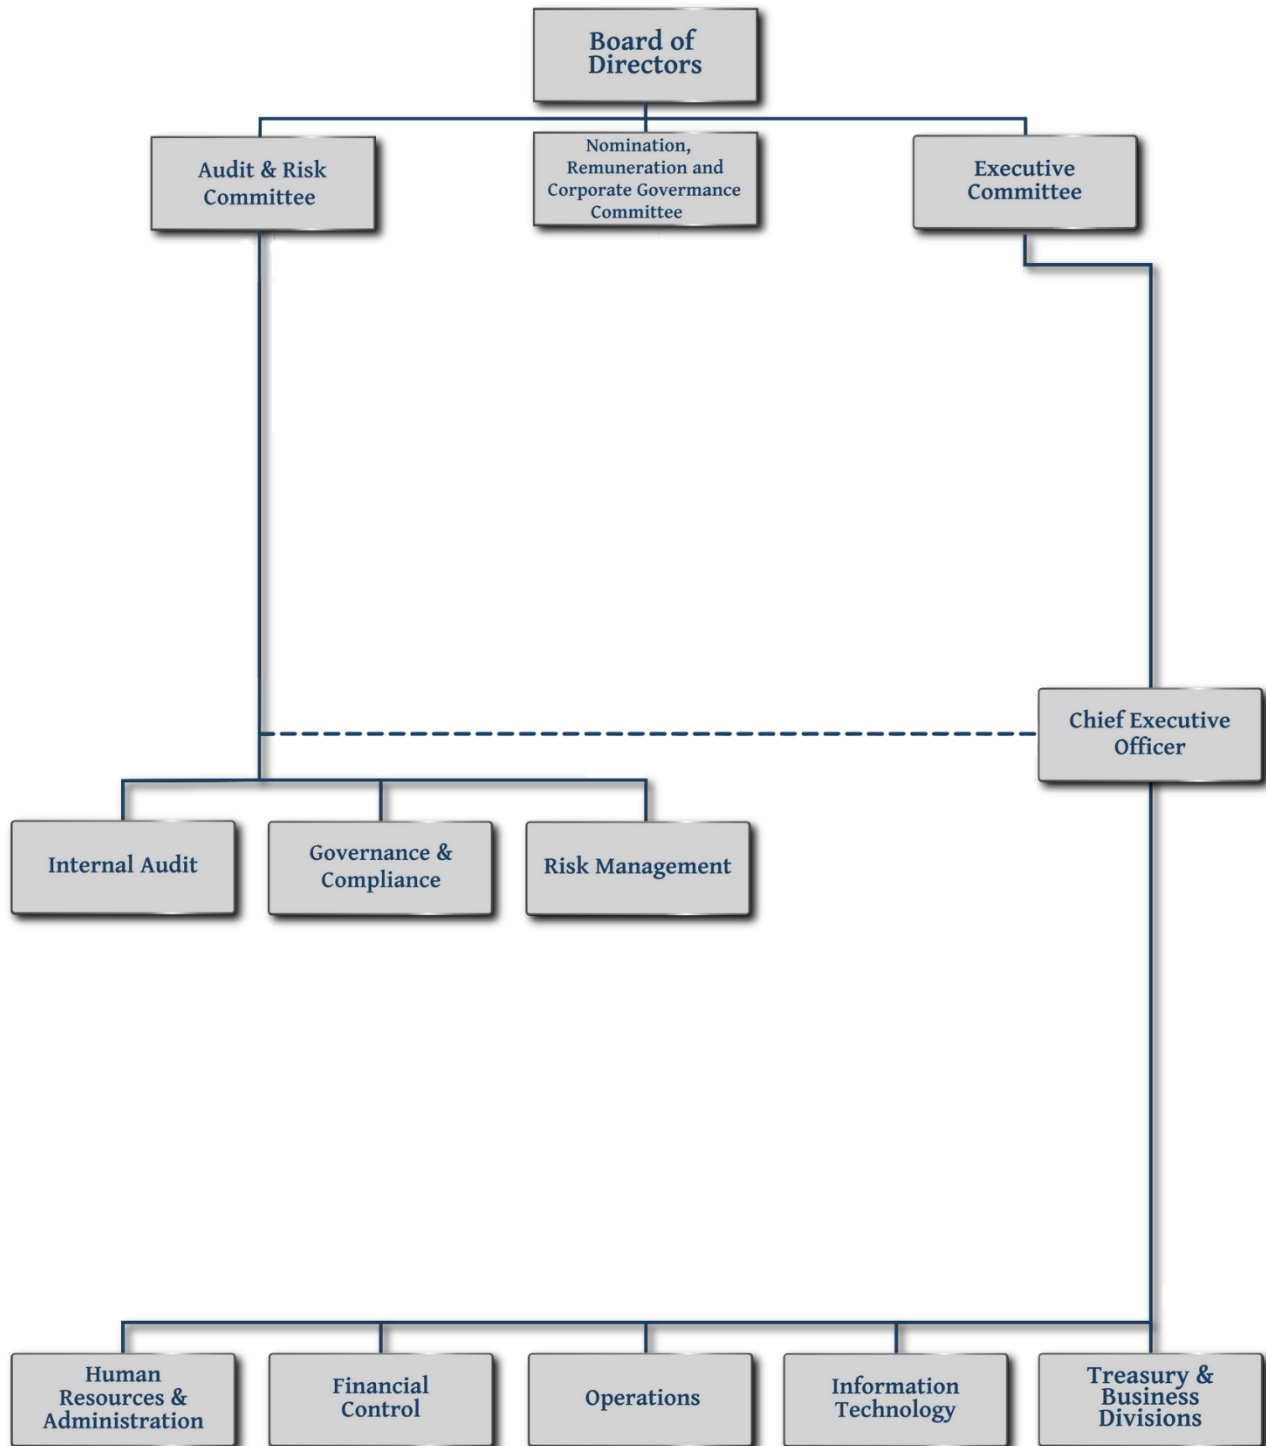 Board of
Directors
Audit & Risk
Committee
Nomination,
Remuneration and
Corporate Governance
Committee
Executive
Committee
Chief Executive
Officer
Internal Audit
Governance &
Compliance
Risk Management
Human
Resources &
Administration
Financial
Control
Operations
Information
Technology
Treasury &
Business
Divisions